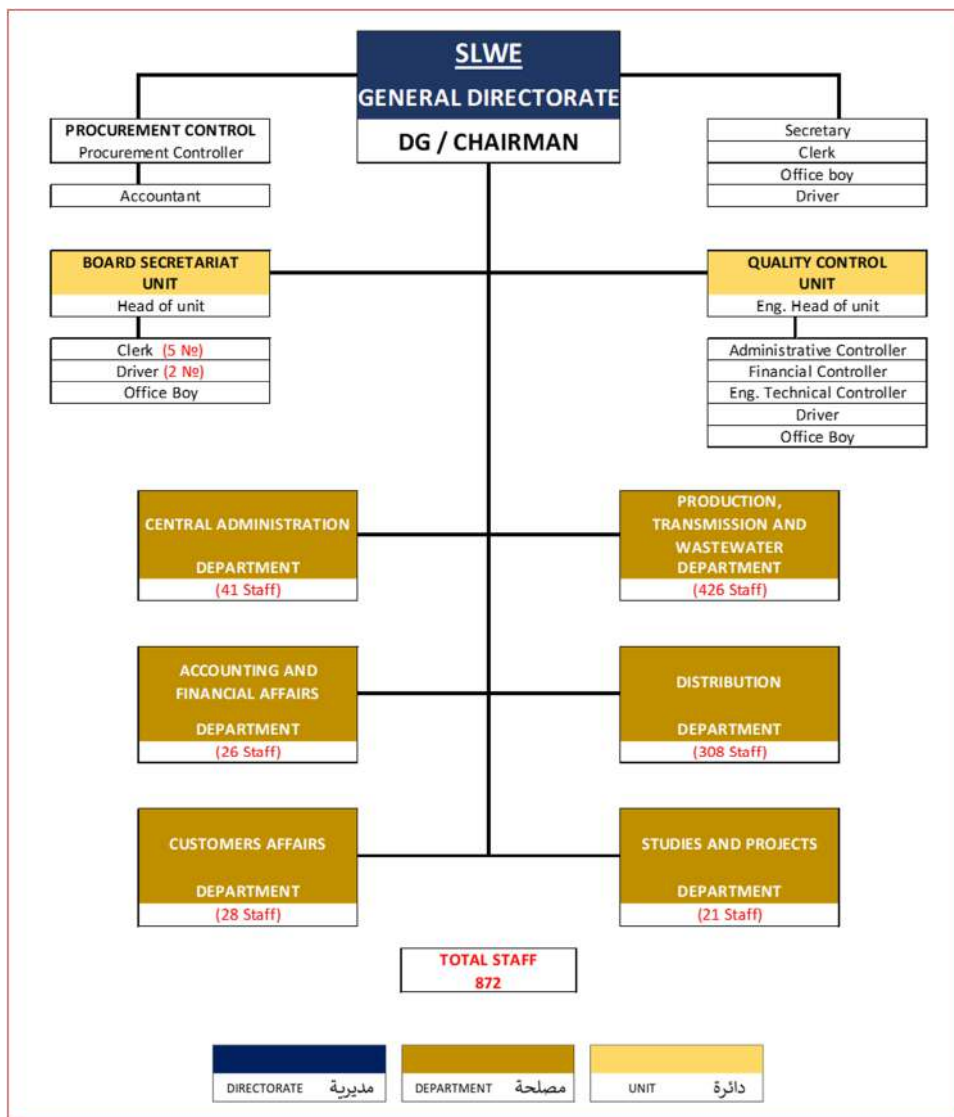 SLWE
GENERAL DIRECTORATE
DG / CHAIRMAN
PROCUREMENT CONTROL
Procurement Controller
Accountant
Secretary
Clerk
Office boy
Driver
BOARD SECRETARIAT
UNIT
Head of unit
Clerk (5 №)
Driver (2 №)
Office Boy
QUALITY CONTROL
UNIT
Eng. Head of unit
Administrative Controller
Financial Controller
Eng. Technical Controller
Driver
Office Boy
CENTRAL ADMINISTRATION
DEPARTMENT
(41 Staff)
PRODUCTION,
TRANSMISSION AND
WASTEWATER
DEPARTMENT
(426 Staff)
ACCOUNTING AND
FINANCIAL AFFAIRS
DEPARTMENT
(26 Staff)
DISTRIBUTION
DEPARTMENT
(308 Staff)
CUSTOMERS AFFAIRS
DEPARTMENT
(28 Staff)
STUDIES AND PROJECTS
DEPARTMENT
(21 Staff)
TOTAL STAFF
872
DIRECTORATE مديرية
DEPARTMENT مصلحة
UNIT دائرة